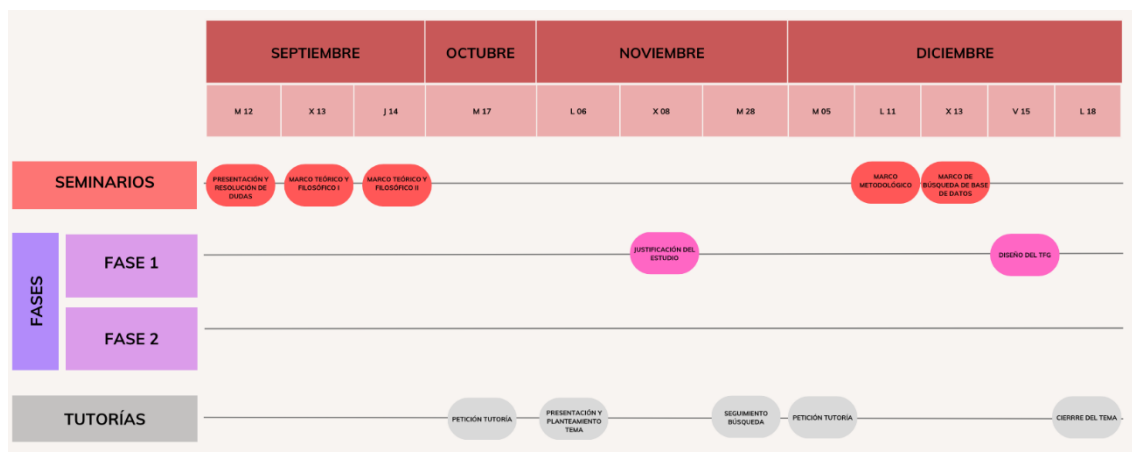 SEPTIEMBRE OCTUBRE NOVIEMBRE DICIEMBRE
M 12 X 13 J 14 M 17 L 06 X 08 M 28 M 05 L 11 X 13 V 15 L 18
SEMINARIOS
PRESENTACIÓN Y
RESOLUCIÓN DE
DUDAS
MARCO TEÓRICO Y
FILOSÓFICO I
MARCO TEÓRICO Y
FILOSÓFICO II
MARCO
METODOLÓGICO
MARCO DE
BÚSQUEDA DE BASE
DE DATOS
FASES
FASE 1
JUSTIFICACIÓN DEL
ESTUDIO
DISEÑO DEL TFG
FASE 2
TUTORÍAS
PETICIÓN TUTORÍA
PRESENTACIÓN Y
PLANTEAMIENTO
TEMA
SEGUIMIENTO
BÚSQUEDA
PETICIÓN TUTORÍA
CIERRRE DEL TEMA